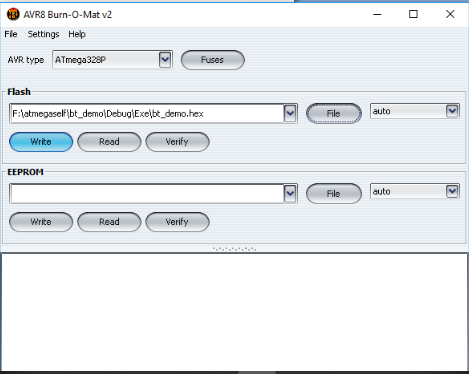 AVR8 Burn-O-Mat v2
File Settings Help
AVR type ATmega328P Fuses
Flash
F:\atmegaself\bt_demo\Debug\Exe\bt_demo.hex File auto
Write Read Verify
EEPROM
File auto
Write Read Verify